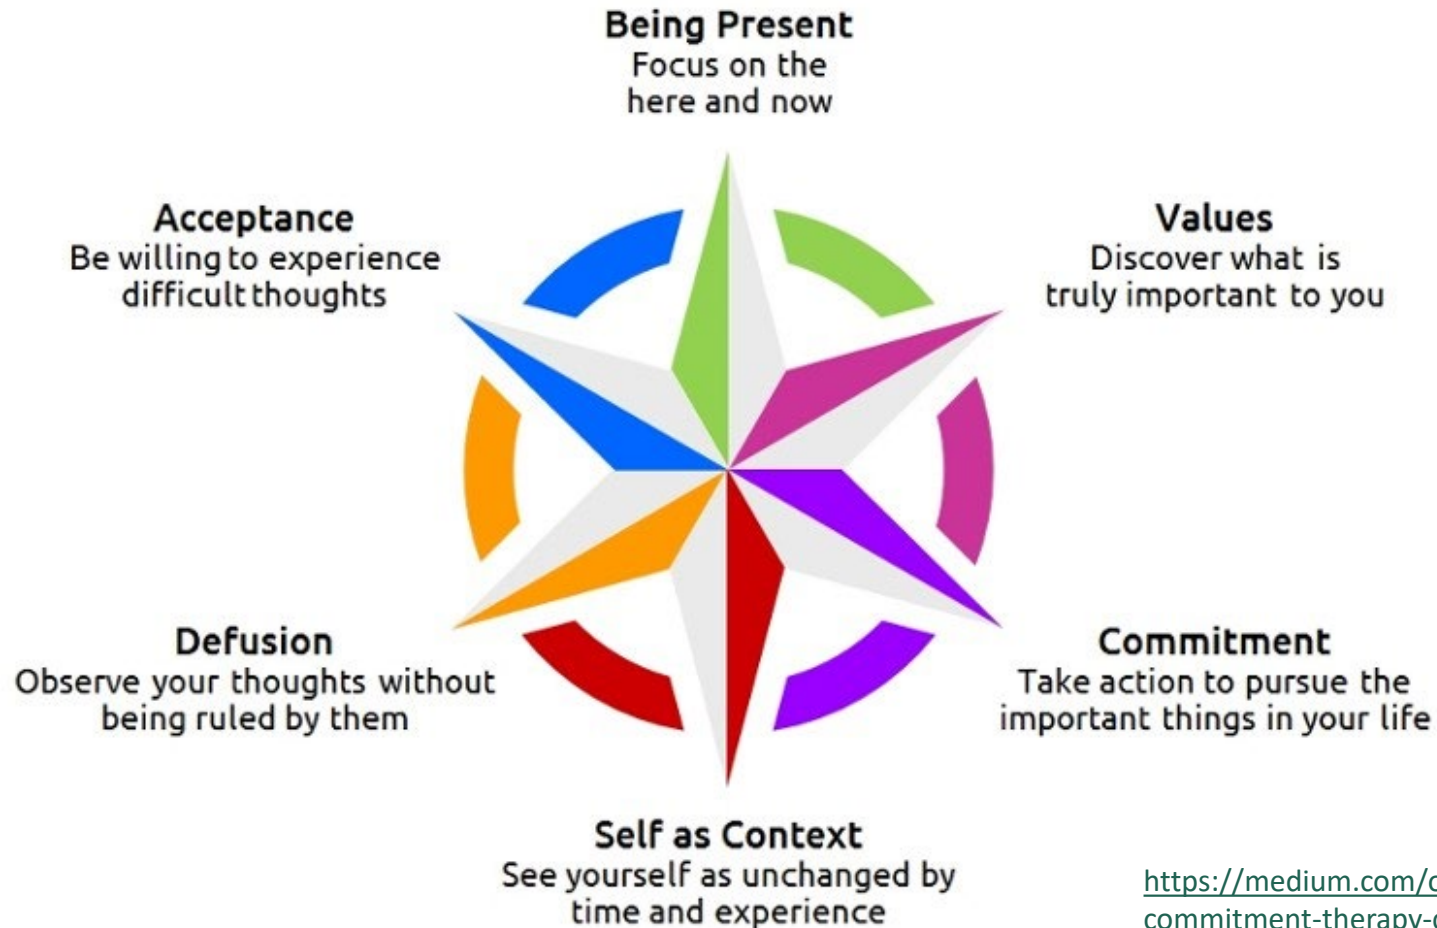 Being Present
Focus on the
here and now
Acceptance
Be willing to experience
difficult thoughts
Values
Discover what is
truly important to you
Defusion
Observe your thoughts without
being ruled by them
Commitment
Take action to pursue the
important things in your life
Self as Context
See yourself as unchanged by
time and experience
https://medium.com/
commitment-therapy-